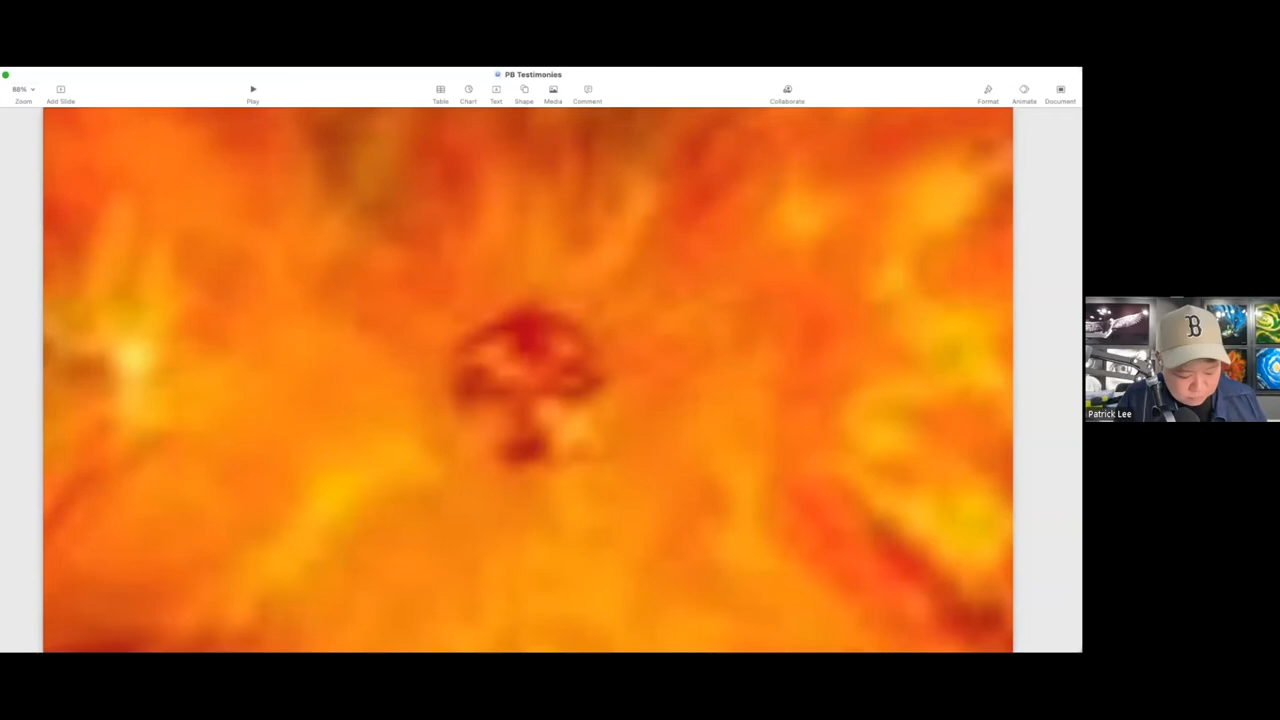 PB Testimonies
88%
Zoom
Add Slide
Play
Table
Chart
Text
Shape
Media
Comment
Collaborate
Format
Animate
Document
B
Patrick Lee